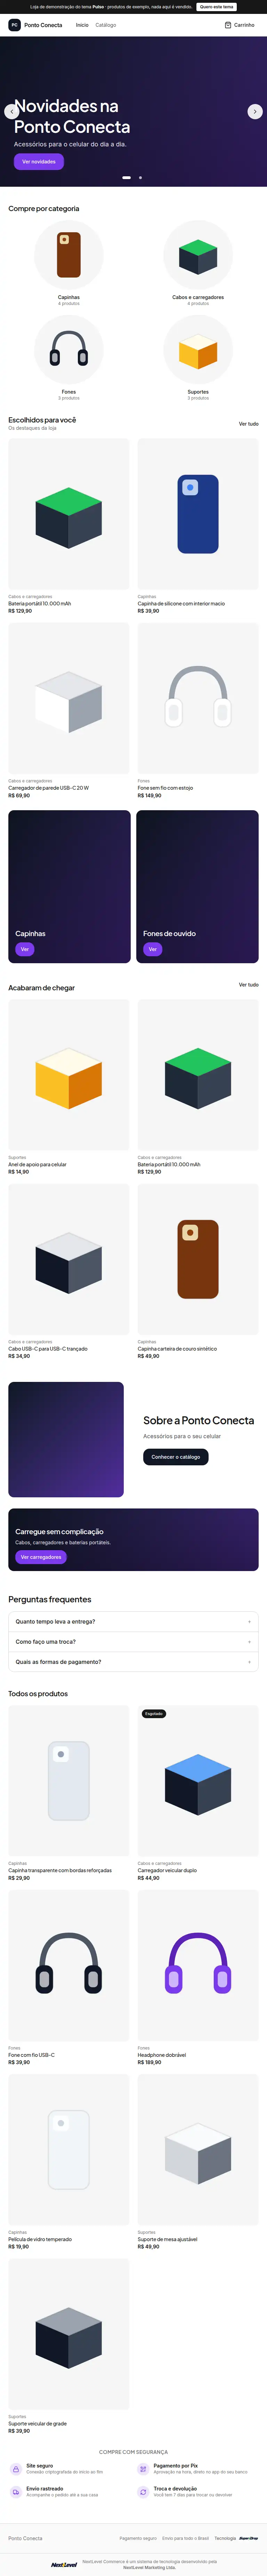 Loja de demonstração do tema Pulso · produtos de exemplo, nada aqui é vendido.
Quero este tema
PC
Ponto Conecta
Início
Catálogo
Carrinho
Novidades na
Ponto Conecta
Acessórios para o celular do dia a dia.
Ver novidades
Compre por categoria
Capinhas
4 produtos
Cabos e carregadores
4 produtos
Fones
3 produtos
Suportes
3 produtos
Escolhidos para você
Os destaques da loja
Ver tudo
Cabos e carregadores
Bateria portátil 10.000 mAh
R$ 129,90
Capinhas
Capinha de silicone com interior macio
R$ 39,90
Cabos e carregadores
Carregador de parede USB-C 20 W
R$ 69,90
Fones
Fone sem fio com estojo
R$ 149,90
Capinhas
Ver
Fones de ouvido
Ver
Acabaram de chegar
Ver tudo
Suportes
Anel de apoio para celular
R$ 14,90
Cabos e carregadores
Bateria portátil 10.000 mAh
R$ 129,90
Cabos e carregadores
Cabo USB-C para USB-C trançado
R$ 34,90
Capinhas
Capinha carteira de couro sintético
R$ 49,90
Sobre a Ponto Conecta
Acessórios para o seu celular
Conhecer o catálogo
Carregue sem complicação
Cabos, carregadores e baterias portáteis.
Ver carregadores
Perguntas frequentes
Quanto tempo leva a entrega?
+
Como faço uma troca?
+
Quais as formas de pagamento?
+
Todos os produtos
Capinhas
Capinha transparente com bordas reforçadas
R$ 29,90
Esgotado
Cabos e carregadores
Carregador veicular duplo
R$ 44,90
Fones
Fone com fio USB-C
R$ 39,90
Fones
Headphone dobrável
R$ 189,90
Capinhas
Película de vidro temperado
R$ 19,90
Suportes
Suporte de mesa ajustável
R$ 49,90
Suportes
Suporte veicular de grade
R$ 39,90
COMPRE COM SEGURANÇA
Site seguro
Conexão criptografada do início ao fim
Pagamento por Pix
Aprovação na hora, direto no app do seu banco
Envio rastreado
Acompanhe o pedido até a sua casa
Troca e devolução
Você tem 7 dias para trocar ou devolver
Ponto Conecta
Pagamento seguro
Envio para todo o Brasil
Tecnologia
NextLevel
NextLevel Commerce é um sistema de tecnologia desenvolvido pela
NextLevel Marketing Ltda.